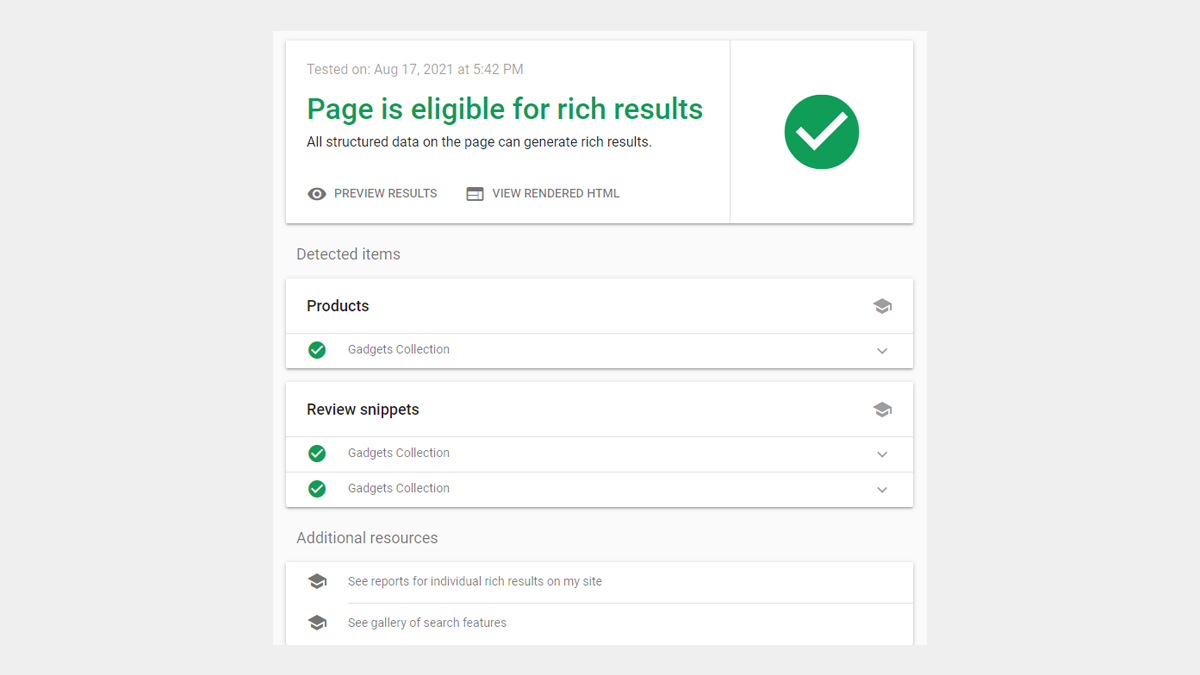 Tested on: Aug 17, 2021 at 5:42 PM
Page is eligible for rich results
All structured data on the page can generate rich results.
PREVIEW RESULTS
VIEW RENDERED HTML
Detected items
Products
Gadgets Collection
Review snippets
Gadgets Collection
Gadgets Collection
Additional resources
See reports for individual rich results on my site
See gallery of search features